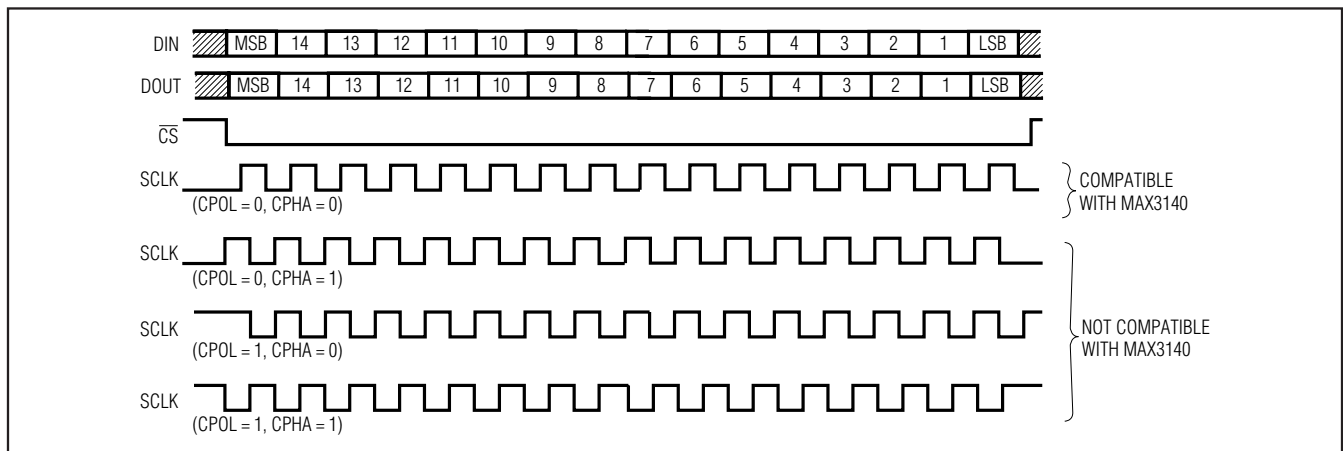 DIN MSB 14 13 12 11 10 9 8 7 6 5 4 3 2 1 LSB
DOUT MSB 14 13 12 11 10 9 8 7 6 5 4 3 2 1 LSB
CS
SCLK
(CPOL = 0, CPHA = 0)
COMPATIBLE
WITH MAX3140
SCLK
(CPOL = 0, CPHA = 1)
SCLK
(CPOL = 1, CPHA = 0)
NOT COMPATIBLE
WITH MAX3140
SCLK
(CPOL = 1, CPHA = 1)